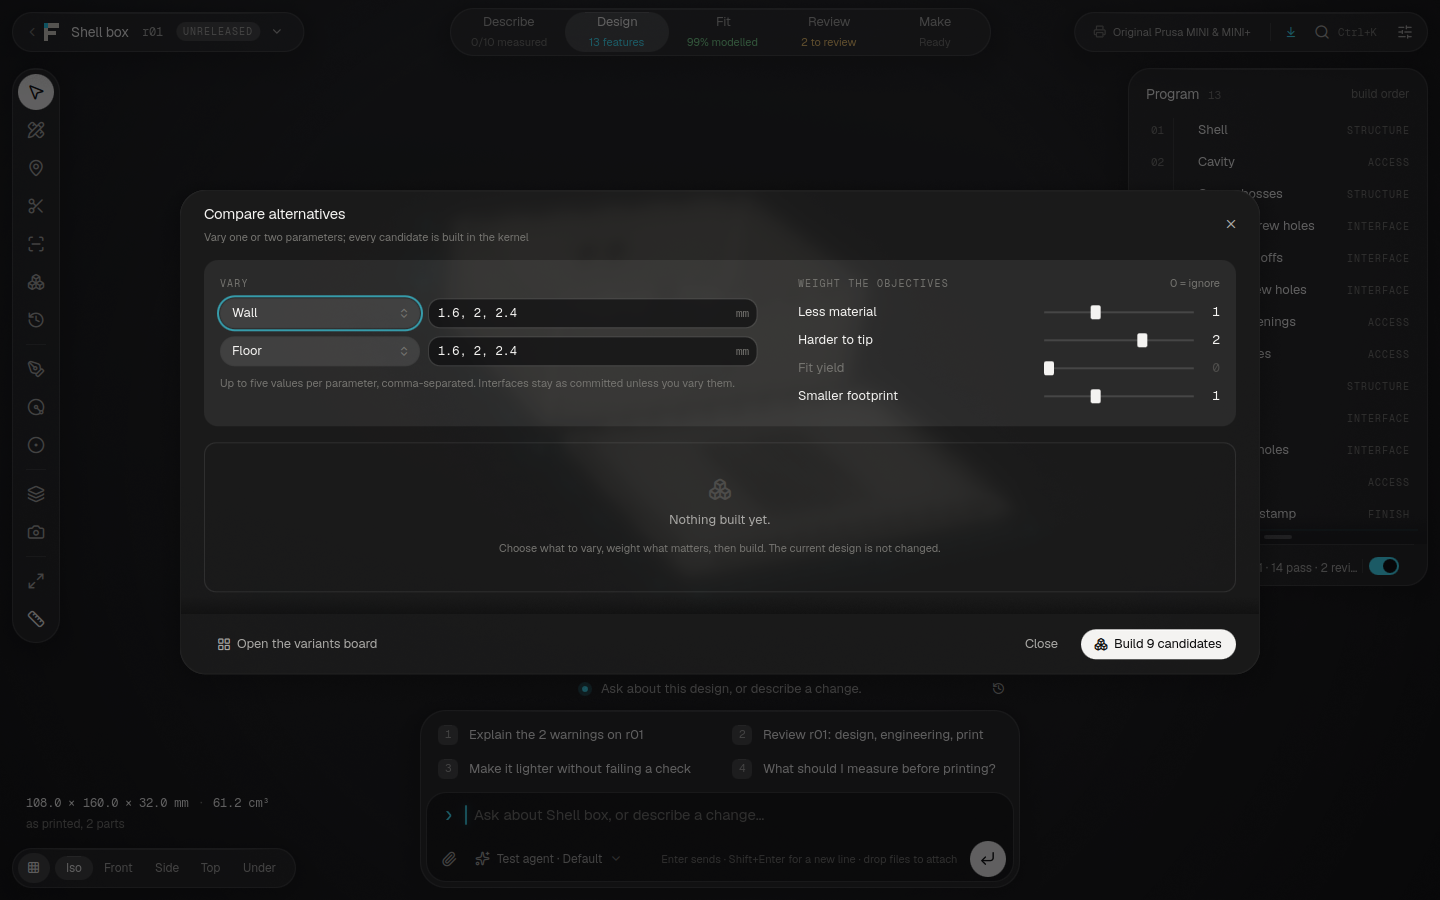 Shell box r01 UNRELEASED
Describe
0/10 measured
Design
13 features
Fit
99% modelled
Review
2 to review
Make
Ready
Original Prusa MINI & MINI+
Ctrl+K
Program 13 build order
01 Shell STRUCTURE
02 Cavity ACCESS
bosses STRUCTURE
rew holes INTERFACE
offs INTERFACE
ew holes INTERFACE
enings INTERFACE
es ACCESS
STRUCTURE
INTERFACE
holes INTERFACE
ACCESS
stamp FINISH
14 pass · 2 revi…
Compare alternatives
Vary one or two parameters; every candidate is built in the kernel
VARY
Wall 1.6, 2, 2.4 mm
Floor 1.6, 2, 2.4 mm
Up to five values per parameter, comma-separated. Interfaces stay as committed unless you vary them.
WEIGHT THE OBJECTIVES 0 = ignore
Less material 1
Harder to tip 2
Fit yield 0
Smaller footprint 1
Nothing built yet.
Choose what to vary, weight what matters, then build. The current design is not changed.
Open the variants board
Close
Build 9 candidates
Ask about this design, or describe a change.
1 Explain the 2 warnings on r01
2 Review r01: design, engineering, print
3 Make it lighter without failing a check
4 What should I measure before printing?
Ask about Shell box, or describe a change…
Test agent · Default
Enter sends · Shift+Enter for a new line · drop files to attach
108.0 × 160.0 × 32.0 mm · 61.2 cm³
as printed, 2 parts
Iso Front Side Top Under